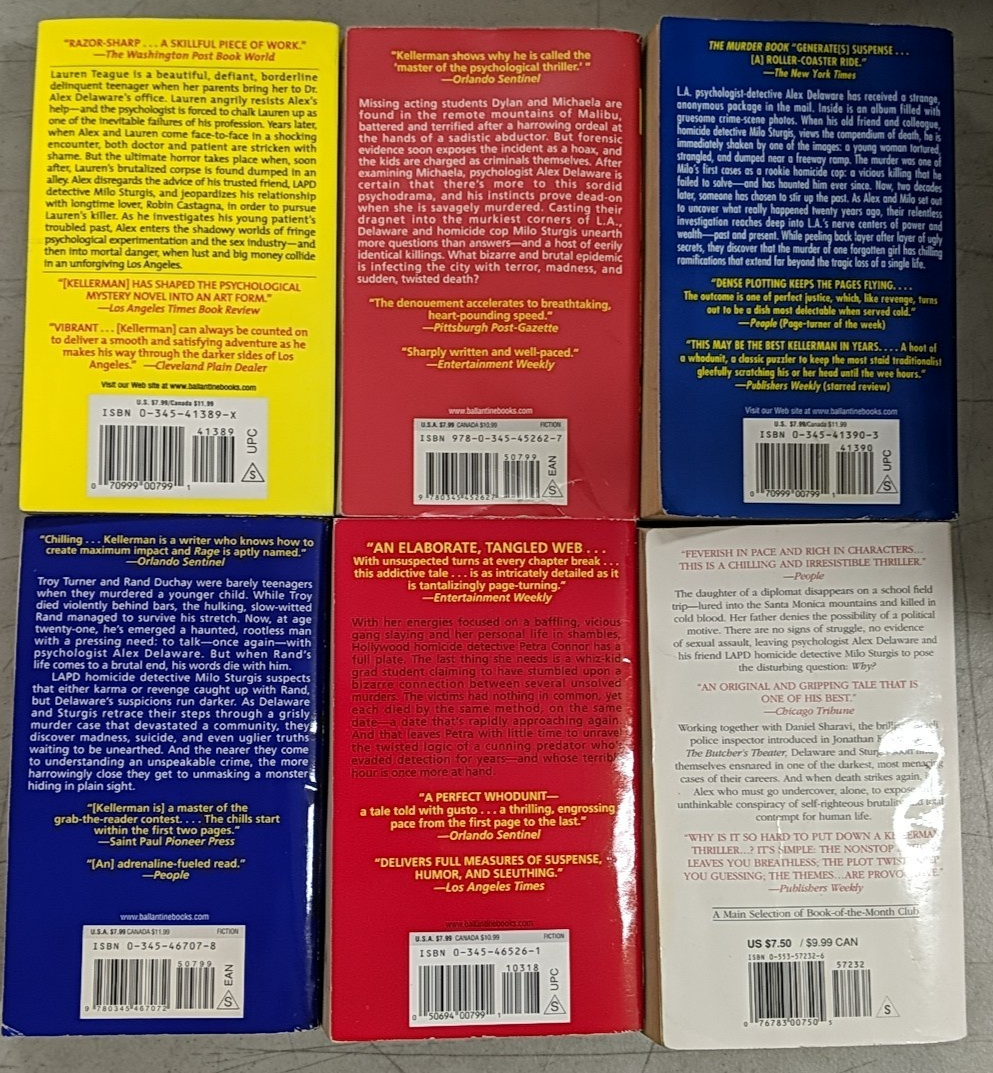 "RAZOR-SHARP . . . A SKILLFUL PIECE OF WORK."
—The Washington Post Book World
Lauren Teague is a beautiful, defiant, borderline
delinquent teenager when her parents bring her to Dr.
Alex Delaware's office. Lauren angrily resists Alex's
help—and the psychologist is forced to chalk Lauren up as
one of the inevitable failures of his profession. Years later,
when Alex and Lauren come face-to-face in a shocking
encounter, both doctor and patient are stricken with
shame. But the ultimate horror takes place when, soon
after, Lauren's brutalized corpse is found dumped in an
alley. Alex disregards the advice of his trusted friend, LAPD
detective Milo Sturgis, and jeopardizes his relationship
with longtime lover, Robin Castagna, in order to pursue
Lauren's killer. As he investigates his young patient's
troubled past, Alex enters the shadowy worlds of fringe
psychological experimentation and the sex industry—and
then into mortal danger, when lust and big money collide
in an unforgiving Los Angeles.
"[KELLERMAN] HAS SHAPED THE PSYCHOLOGICAL
MYSTERY NOVEL INTO AN ART FORM."
—Los Angeles Times Book Review
"VIBRANT . . . [Kellerman] can always be counted on
to deliver a smooth and satisfying adventure as he
makes his way through the darker sides of Los
Angeles." —Cleveland Plain Dealer
Visit our Web site at www.ballantinebooks.com
U.S. $7.99/Canada $11.99
ISBN 0-345-41389-X
41389
UPC
S
0 70999 00799 1
"Kellerman shows why he is called the
'master of the psychological thriller.' "
—Orlando Sentinel
Missing acting students Dylan and Michaela are
found in the remote mountains of Malibu,
battered and terrified after a harrowing ordeal at
the hands of a sadistic abductor. But forensic
evidence soon exposes the incident as a hoax, and
the kids are charged as criminals themselves. After
examining Michaela, psychologist Alex Delaware is
certain that there's more to this sordid
psychodrama, and his instincts prove dead-on
when she is savagely murdered. Casting their
dragnet into the murkiest corners of L.A.,
Delaware and homicide cop Milo Sturgis unearth
more questions than answers—and a host of eerily
identical killings. What bizarre and brutal epidemic
is infecting the city with terror, madness, and
sudden, twisted death?
"The denouement accelerates to breathtaking,
heart-pounding speed."
—Pittsburgh Post-Gazette
"Sharply written and well-paced."
—Entertainment Weekly
www.ballantinebooks.com
U.S.A. $7.99 CANADA $10.99 FICTION
ISBN 978-0-345-45262-7
50799
EAN
S
9 780345 452627
THE MURDER BOOK "GENERATE[S] SUSPENSE . . .
[A] ROLLER-COASTER RIDE."
—The New York Times
L.A. psychologist-detective Alex Delaware has received a strange,
anonymous package in the mail. Inside is an album filled with
gruesome crime-scene photos. When his old friend and colleague,
homicide detective Milo Sturgis, views the compendium of death, he is
immediately shaken by one of the images: a young woman tortured,
strangled, and dumped near a freeway ramp. The murder was one of
Milo's first cases as a rookie homicide cop: a vicious killing that he
failed to solve—and has haunted him ever since. Now, two decades
later, someone has chosen to stir up the past. As Alex and Milo set out
to uncover what really happened twenty years ago, their relentless
investigation reaches deep into L.A.'s nerve centers of power and
wealth—past and present. While peeling back layer after layer of ugly
secrets, they discover that the murder of one forgotten girl has chilling
ramifications that extend far beyond the tragic loss of a single life.
"DENSE PLOTTING KEEPS THE PAGES FLYING. . . .
The outcome is one of perfect justice, which, like revenge, turns
out to be a dish most delectable when served cold."
—People (Page-turner of the week)
"THIS MAY BE THE BEST KELLERMAN IN YEARS. . . . A hoot of
a whodunit, a classic puzzler to keep the most staid traditionalist
gleefully scratching his or her head until the wee hours."
—Publishers Weekly (starred review)
Visit our Web site at www.ballantinebooks.com
U.S. $7.99/Canada $11.99
ISBN 0-345-41390-3
41390
UPC
S
0 70999 00799 1
"Chilling . . . Kellerman is a writer who knows how to
create maximum impact and Rage is aptly named."
—Orlando Sentinel
Troy Turner and Rand Duchay were barely teenagers
when they murdered a younger child. While Troy
died violently behind bars, the hulking, slow-witted
Rand managed to survive his stretch. Now, at age
twenty-one, he's emerged a haunted, rootless man
with a pressing need: to talk—once again—with
psychologist Alex Delaware. But when Rand's
life comes to a brutal end, his words die with him.
LAPD homicide detective Milo Sturgis suspects
that either karma or revenge caught up with Rand,
but Delaware's suspicions run darker. As Delaware
and Sturgis retrace their steps through a grisly
murder case that devastated a community, they
discover madness, suicide, and even uglier truths
waiting to be unearthed. And the nearer they come
to understanding an unspeakable crime, the more
harrowingly close they get to unmasking a monster
hiding in plain sight.
"[Kellerman is] a master of the
grab-the-reader contest. . . . The chills start
within the first two pages."
—Saint Paul Pioneer Press
"[An] adrenaline-fueled read."
—People
www.ballantinebooks.com
U.S.A. $7.99 CANADA $11.99 FICTION
ISBN 0-345-46707-8
50799
EAN
S
9 780345 467072
"AN ELABORATE, TANGLED WEB . . .
With unsuspected turns at every chapter break . . .
this addictive tale . . . is as intricately detailed as it
is tantalizingly page-turning."
—Entertainment Weekly
With her energies focused on a baffling, vicious
gang slaying and her personal life in shambles,
Hollywood homicide detective Petra Connor has a
full plate. The last thing she needs is a whiz-kid
grad student claiming to have stumbled upon a
bizarre connection between several unsolved
murders. The victims had nothing in common, yet
each died by the same method, on the same
date—a date that's rapidly approaching again.
And that leaves Petra with little time to unravel
the twisted logic of a cunning predator who's
evaded detection for years—and whose terrible
hour is once more at hand.
"A PERFECT WHODUNIT—
a tale told with gusto . . . a thrilling, engrossing
pace from the first page to the last."
—Orlando Sentinel
"DELIVERS FULL MEASURES OF SUSPENSE,
HUMOR, AND SLEUTHING."
—Los Angeles Times
www.ballantinebooks.com
U.S.A. $7.99 CANADA $10.99 FICTION
ISBN 0-345-46526-1
10318
UPC
S
0 50694 00799 1
"FEVERISH IN PACE AND RICH IN CHARACTERS...
THIS IS A CHILLING AND IRRESISTIBLE THRILLER."
—People
The daughter of a diplomat disappears on a school field
trip—lured into the Santa Monica mountains and killed in
cold blood. Her father denies the possibility of a political
motive. There are no signs of struggle, no evidence
of sexual assault, leaving psychologist Alex Delaware and
his friend LAPD homicide detective Milo Sturgis to pose
the disturbing question: Why?
"AN ORIGINAL AND GRIPPING TALE THAT IS
ONE OF HIS BEST."
—Chicago Tribune
Working together with Daniel Sharavi, the
police inspector introduced in Jonathan
The Butcher's Theater, Delaware and
themselves ensnared in one of the darkest, most menacing
cases of their careers. And when death strikes again,
Alex who must go undercover, alone, to expose
unthinkable conspiracy of self-righteous brutality and total
contempt for human life.
"WHY IS IT SO HARD TO PUT DOWN A KELLERMAN
THRILLER...? IT'S SIMPLE: THE NONSTOP
LEAVES YOU BREATHLESS; THE PLOT
YOU GUESSING; THE THEMES...ARE PROVOCATIVE."
—Publishers Weekly
A Main Selection of Book-of-the-Month Club
US $7.50 / $9.99 CAN
ISBN 0-553-57232-6
57232
S
0 76783 00750 5